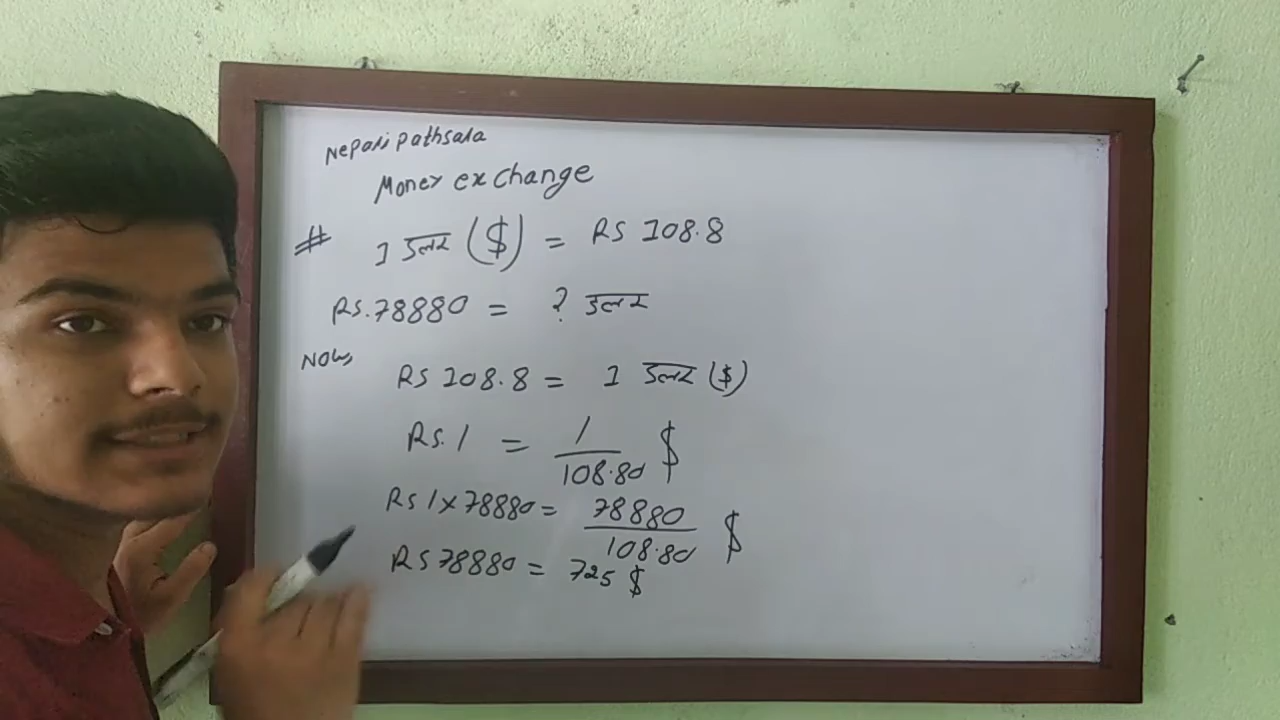 Nepali pathsala
Money exchange
# 1 डलर ($) = RS 108.8
Rs.78880 = ? डलर
Now,
RS 108.8 = 1 डलर ($)
Rs.1 = 1/108.80 $
Rs 1×78880 = 78880/108.80 $
Rs 78880 = 725 $